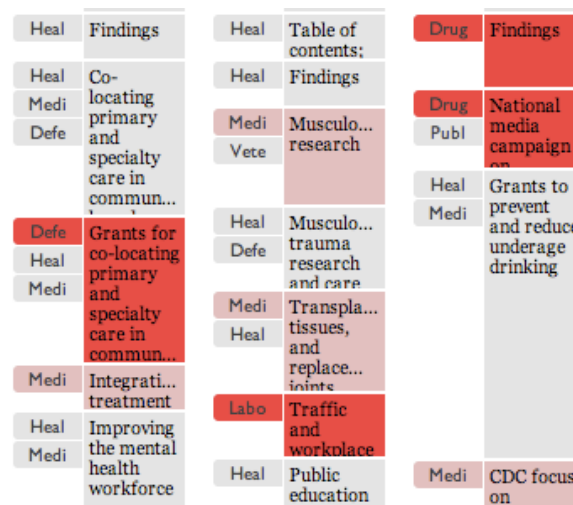 Heal
Findings
Heal
Medi
Defe
Co-
locating
primary
and
specialty
care in
commun...
Defe
Heal
Medi
Grants for
co-locating
primary
and
specialty
care in
commun...
Medi
Integrati...
treatment
Heal
Medi
Improving
the mental
health
workforce
Heal
Table of
contents;
Heal
Findings
Medi
Vete
Musculo...
research
Heal
Defe
Musculo...
trauma
research
and care
Medi
Heal
Transpla...
tissues,
and
replace...
joints
Labo
Traffic
and
workplace
Heal
Public
education
Drug
Findings
Drug
Publ
National
media
campaign
on
Heal
Medi
Grants to
prevent
and reduce
underage
drinking
Medi
CDC focus
on